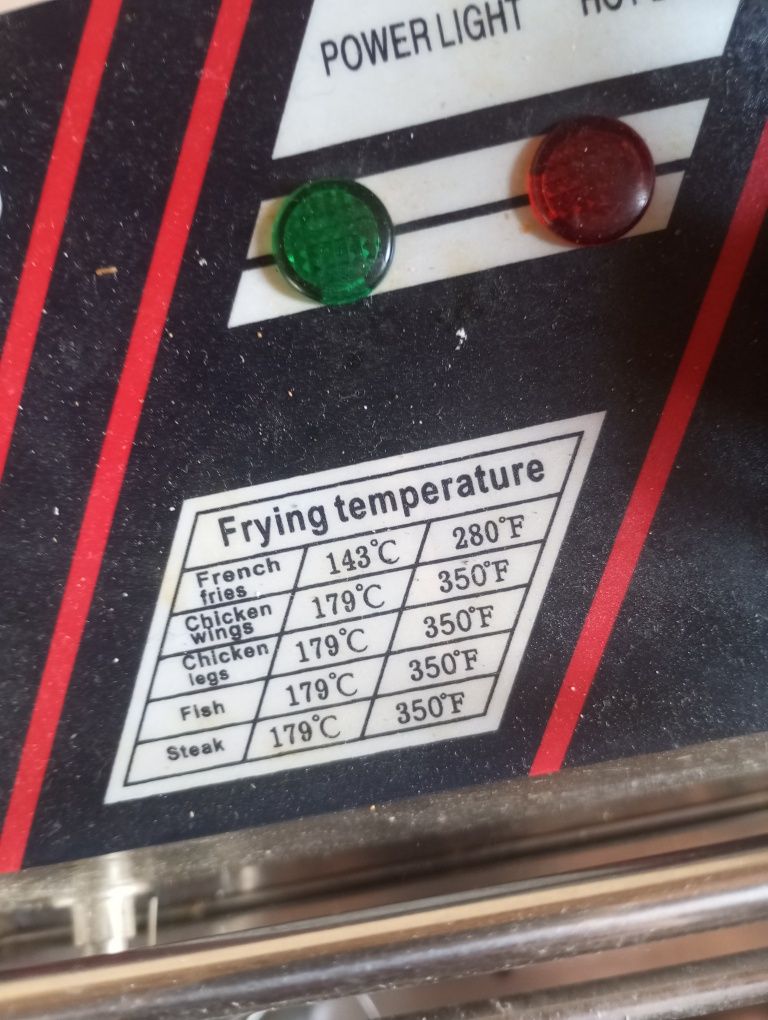 POWER LIGHT
Frying temperature
French fries 143℃ 280℉
Chicken wings 179℃ 350℉
Chicken legs 179℃ 350℉
Fish 179℃ 350℉
Steak 179℃ 350℉